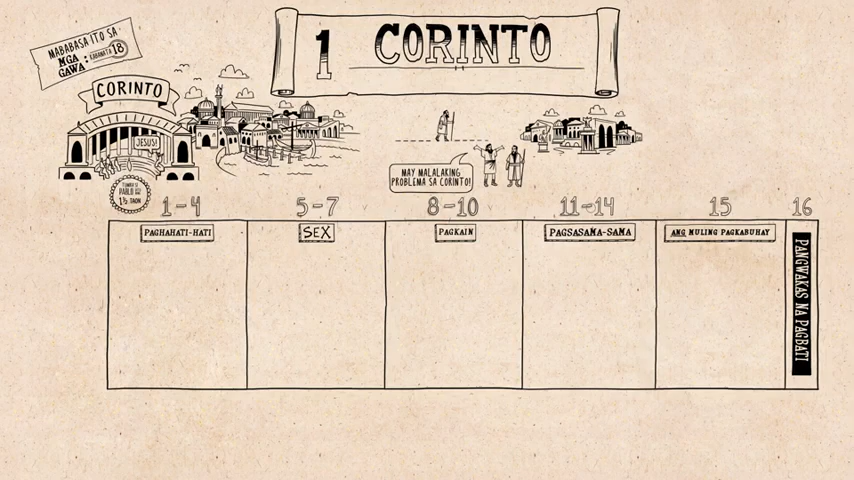 1 CORINTO
MABABASA ITO SA
MGA
GAWA:
KABANATA 18
CORINTO
JESUS!
TUMIRA SI
PABLO
1½ TAON
MAY MALALAKING
PROBLEMA SA CORINTO!
1-4
5-7
8-10
11-14
15
16
PAGHAHATI-HATI
SEX
PAGKAIN
PAGSASAMA-SAMA
ANG MULING PAGKABUHAY
PANGWAKAS NA PAGBATI